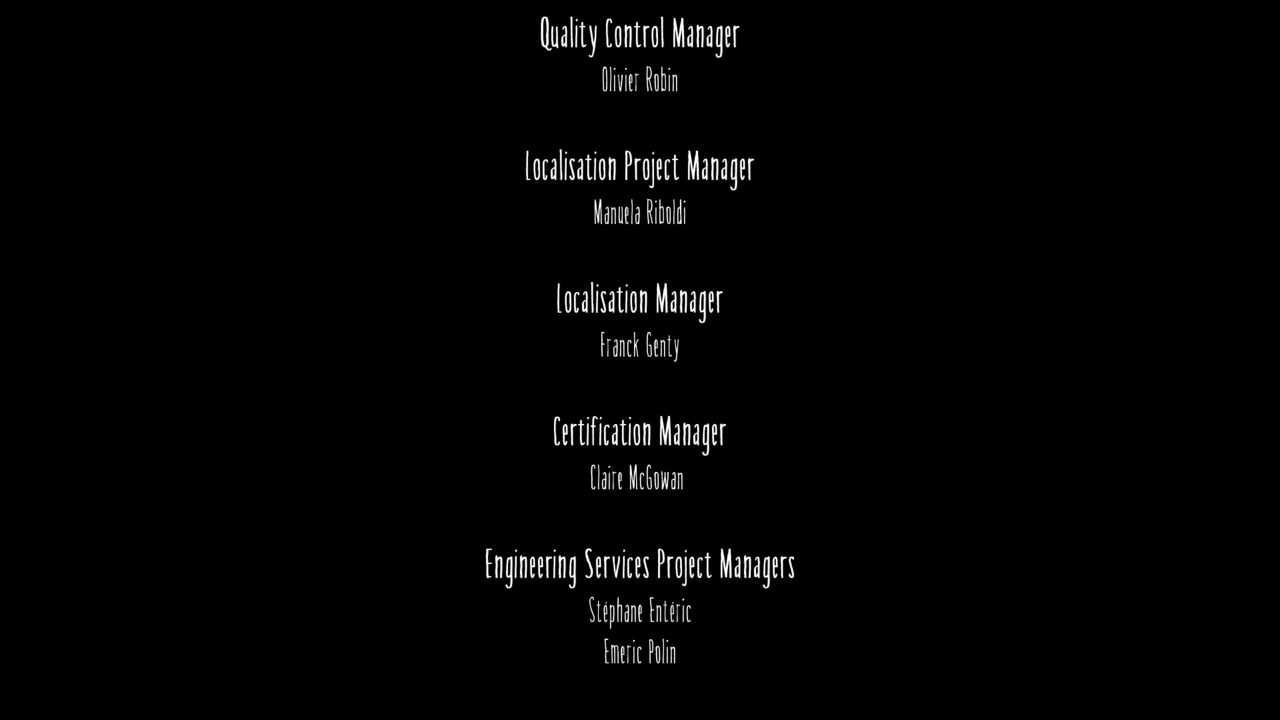 Quality Control Manager
Olivier Robin
Localisation Project Manager
Manuela Riboldi
Localisation Manager
Franck Genty
Certification Manager
Claire McGowan
Engineering Services Project Managers
Stéphane Entéric
Emeric Polin